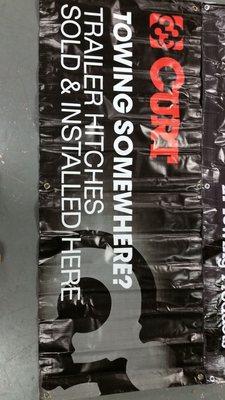 CURT
TOWING SOMEWHERE?
TRAILER HITCHES
SOLD & INSTALLED HERE